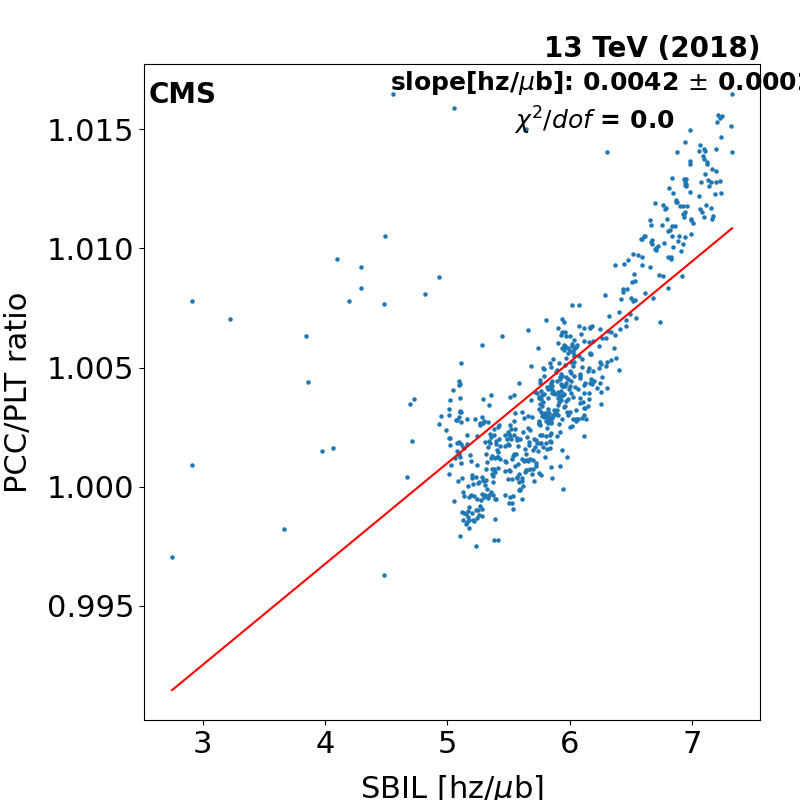 13 TeV (2018)
CMS
slope[hz/μb]: 0.0042 ± 0.000
χ²/dof = 0.0
1.015
1.010
1.005
1.000
0.995
PCC/PLT ratio
3 4 5 6 7
SBIL [hz/μb]